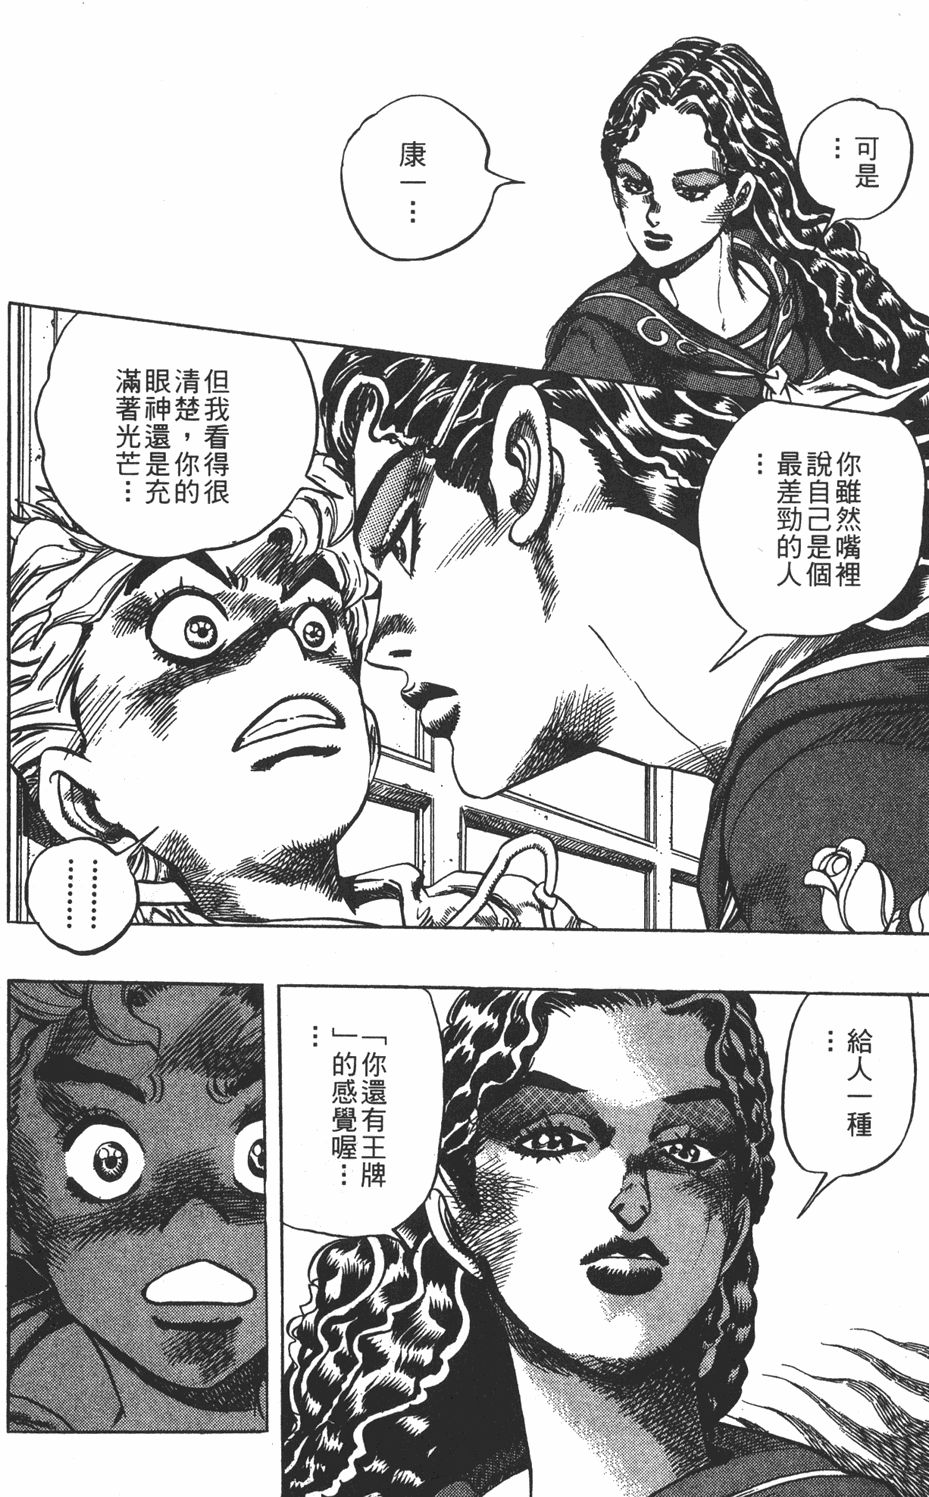 可是
…
康一…
你雖然嘴裡
說自己是個
最差勁的人
…
但我看得很
清楚，你的
眼神還是充
滿著光芒…
………
………
給人一種
…
「你還有王牌
」的感覺喔…
…